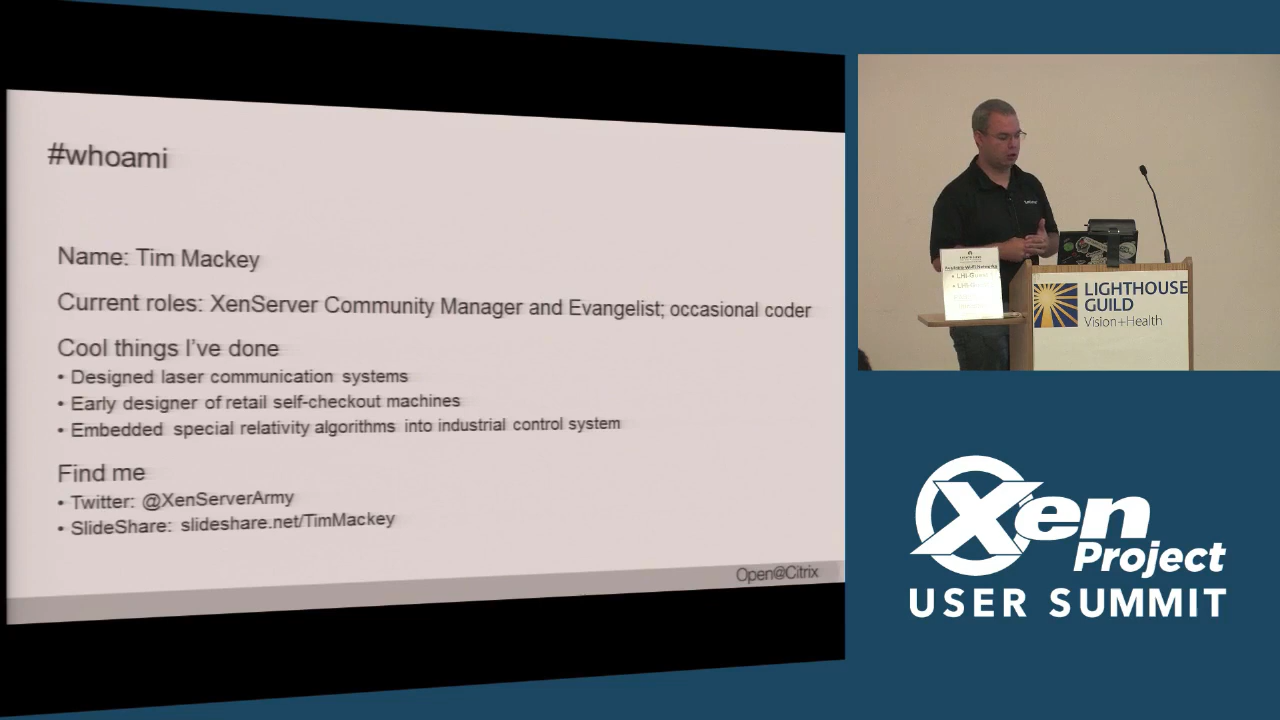 #whoami
Name: Tim Mackey
Current roles: XenServer Community Manager and Evangelist; occasional coder
Cool things I've done
• Designed laser communication systems
• Early designer of retail self-checkout machines
• Embedded special relativity algorithms into industrial control system
Find me
• Twitter: @XenServerArmy
• SlideShare: slideshare.net/TimMackey
Open@Citrix
LIGHTHOUSE
GUILD
Vision+Health
Xen
Project
USER SUMMIT